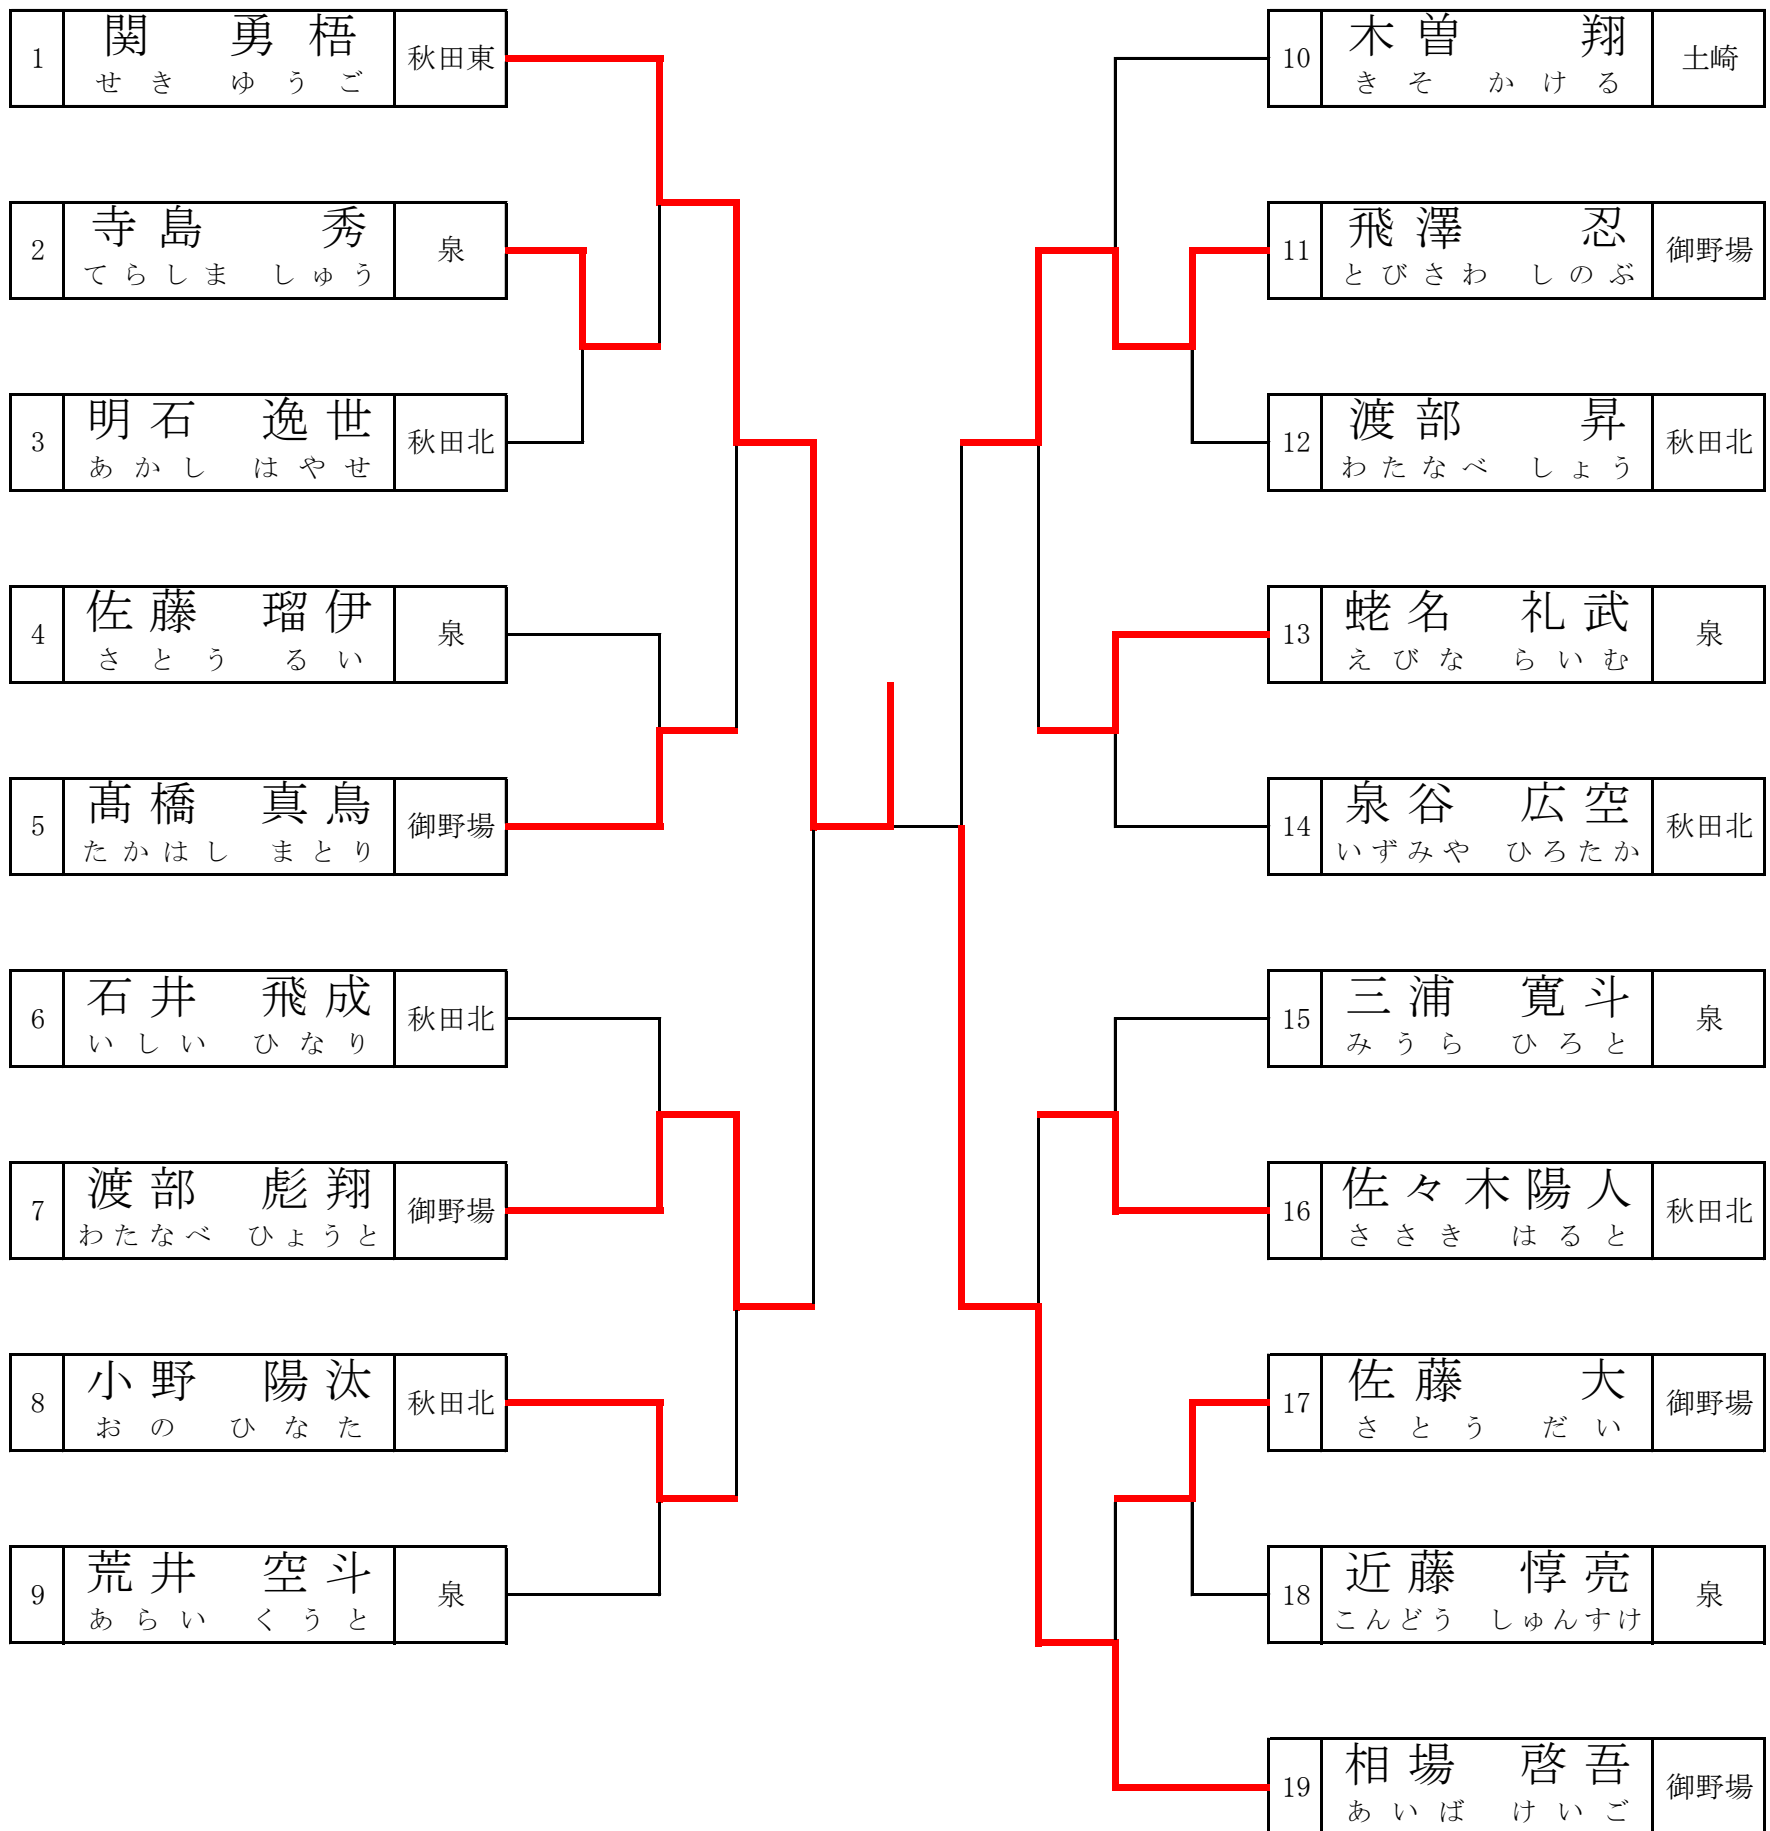 1 関 勇梧 秋田東
せき ゆうご
2 寺島 秀 泉
てらしま しゅう
3 明石 逸世 秋田北
あかし はやせ
4 佐藤 瑠伊 泉
さとう るい
5 髙橋 真鳥 御野場
たかはし まとり
6 石井 飛成 秋田北
いしい ひなり
7 渡部 彪翔 御野場
わたなべ ひょうと
8 小野 陽汰 秋田北
おの ひなた
9 荒井 空斗 泉
あらい くうと
10 木曽 翔 土崎
きそ かける
11 飛澤 忍 御野場
とびさわ しのぶ
12 渡部 昇 秋田北
わたなべ しょう
13 蛯名 礼武 泉
えびな らいむ
14 泉谷 広空 秋田北
いずみや ひろたか
15 三浦 寛斗 泉
みうら ひろと
16 佐々木陽人 秋田北
ささき はると
17 佐藤 大 御野場
さとう だい
18 近藤 惇亮 泉
こんどう しゅんすけ
19 相場 啓吾 御野場
あいば けいご